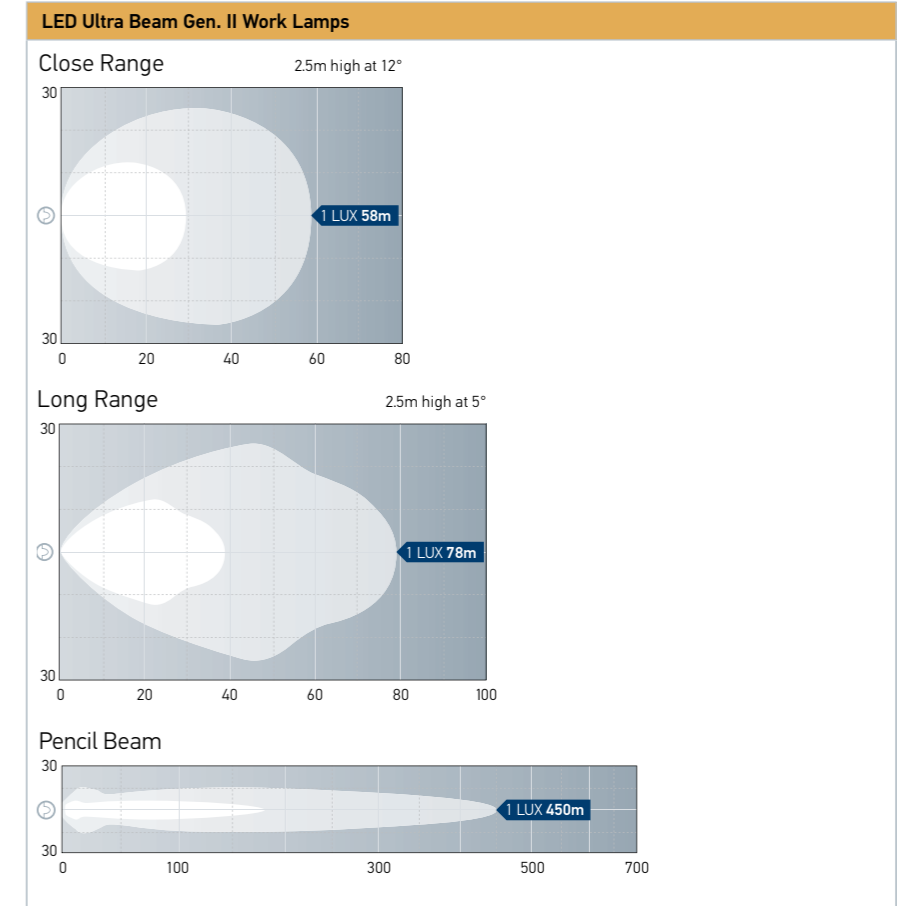 LED Ultra Beam Gen. II Work Lamps
Close Range 2.5m high at 12°
30
1 LUX 58m
30
0 20 40 60 80
Long Range 2.5m high at 5°
30
1 LUX 78m
30
0 20 40 60 80 100
Pencil Beam
30
1 LUX 450m
30
0 100 300 500 700